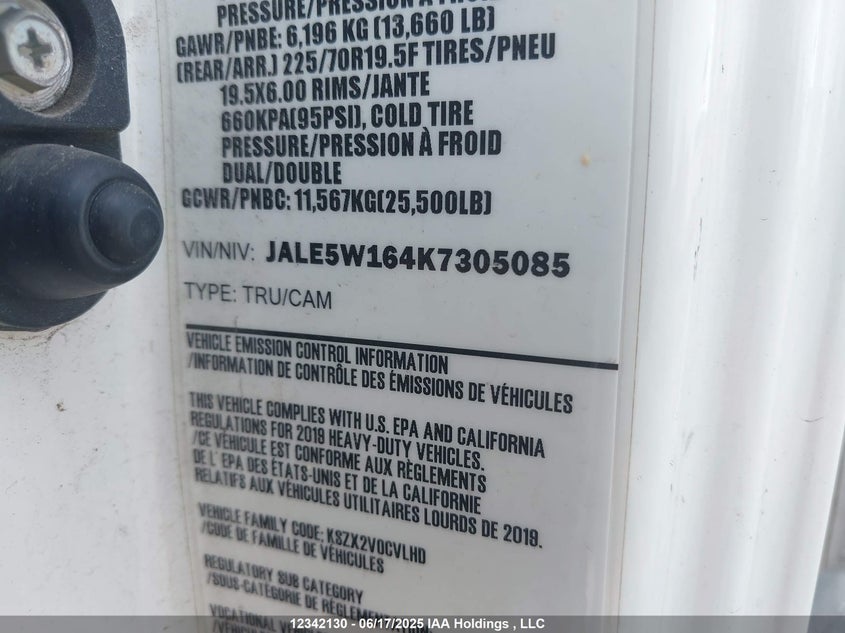 PRESSURE/PRESSION À FROID
GAWR/PNBE: 6,196 KG (13,660 LB)
(REAR/ARR.) 225/70R19.5F TIRES/PNEU
19.5X6.00 RIMS/JANTE
660KPA(95PSI), COLD TIRE
PRESSURE/PRESSION À FROID
DUAL/DOUBLE
GCWR/PNBC: 11,567KG(25,500LB)
VIN/NIV: JALE5W164K7305085
TYPE: TRU/CAM
VEHICLE EMISSION CONTROL INFORMATION
/INFORMATION DE CONTRÔLE DES ÉMISSIONS DE VÉHICULES
THIS VEHICLE COMPLIES WITH U.S. EPA AND CALIFORNIA
REGULATIONS FOR 2019 HEAVY-DUTY VEHICLES.
/CE VÉHICULE EST CONFORME AUX RÈGLEMENTS
DE L' EPA DES ÉTATS-UNIS ET DE LA CALIFORNIE
RELATIFS AUX VÉHICULES UTILITAIRES LOURDS DE 2019.
VEHICLE FAMILY CODE: KSZX2VOCVLHD
/CODE DE FAMILLE DE VÉHICULES
REGULATORY SUB CATEGORY
/SOUS-CATÉGORIE DE
VOCATIONAL
12342130 - 06/17/2025 IAA Holdings , LLC